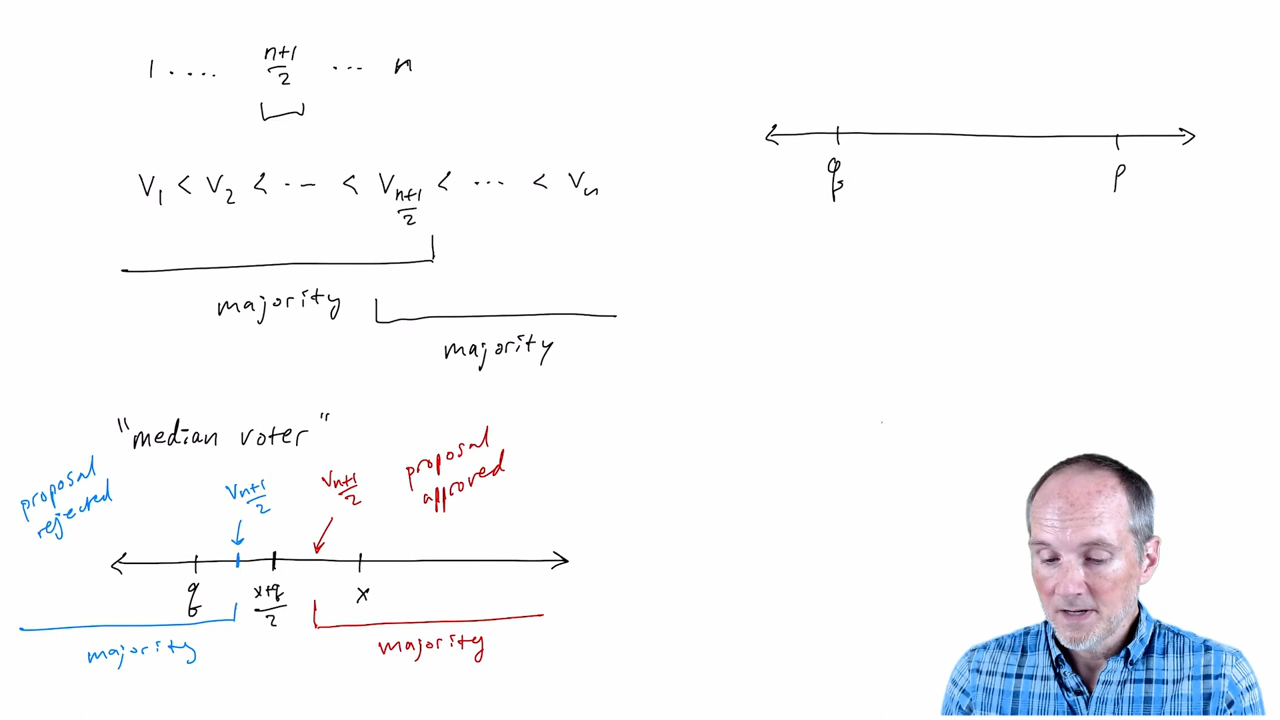 1 .... n+1/2 ... n
V1 < V2 < ... < Vn+1/2 < ... < Vn
majority
majority
"median voter"
proposal rejected
Vn+1/2
Vn+1/2
proposal approved
q x+q/2 x
majority
majority
q p